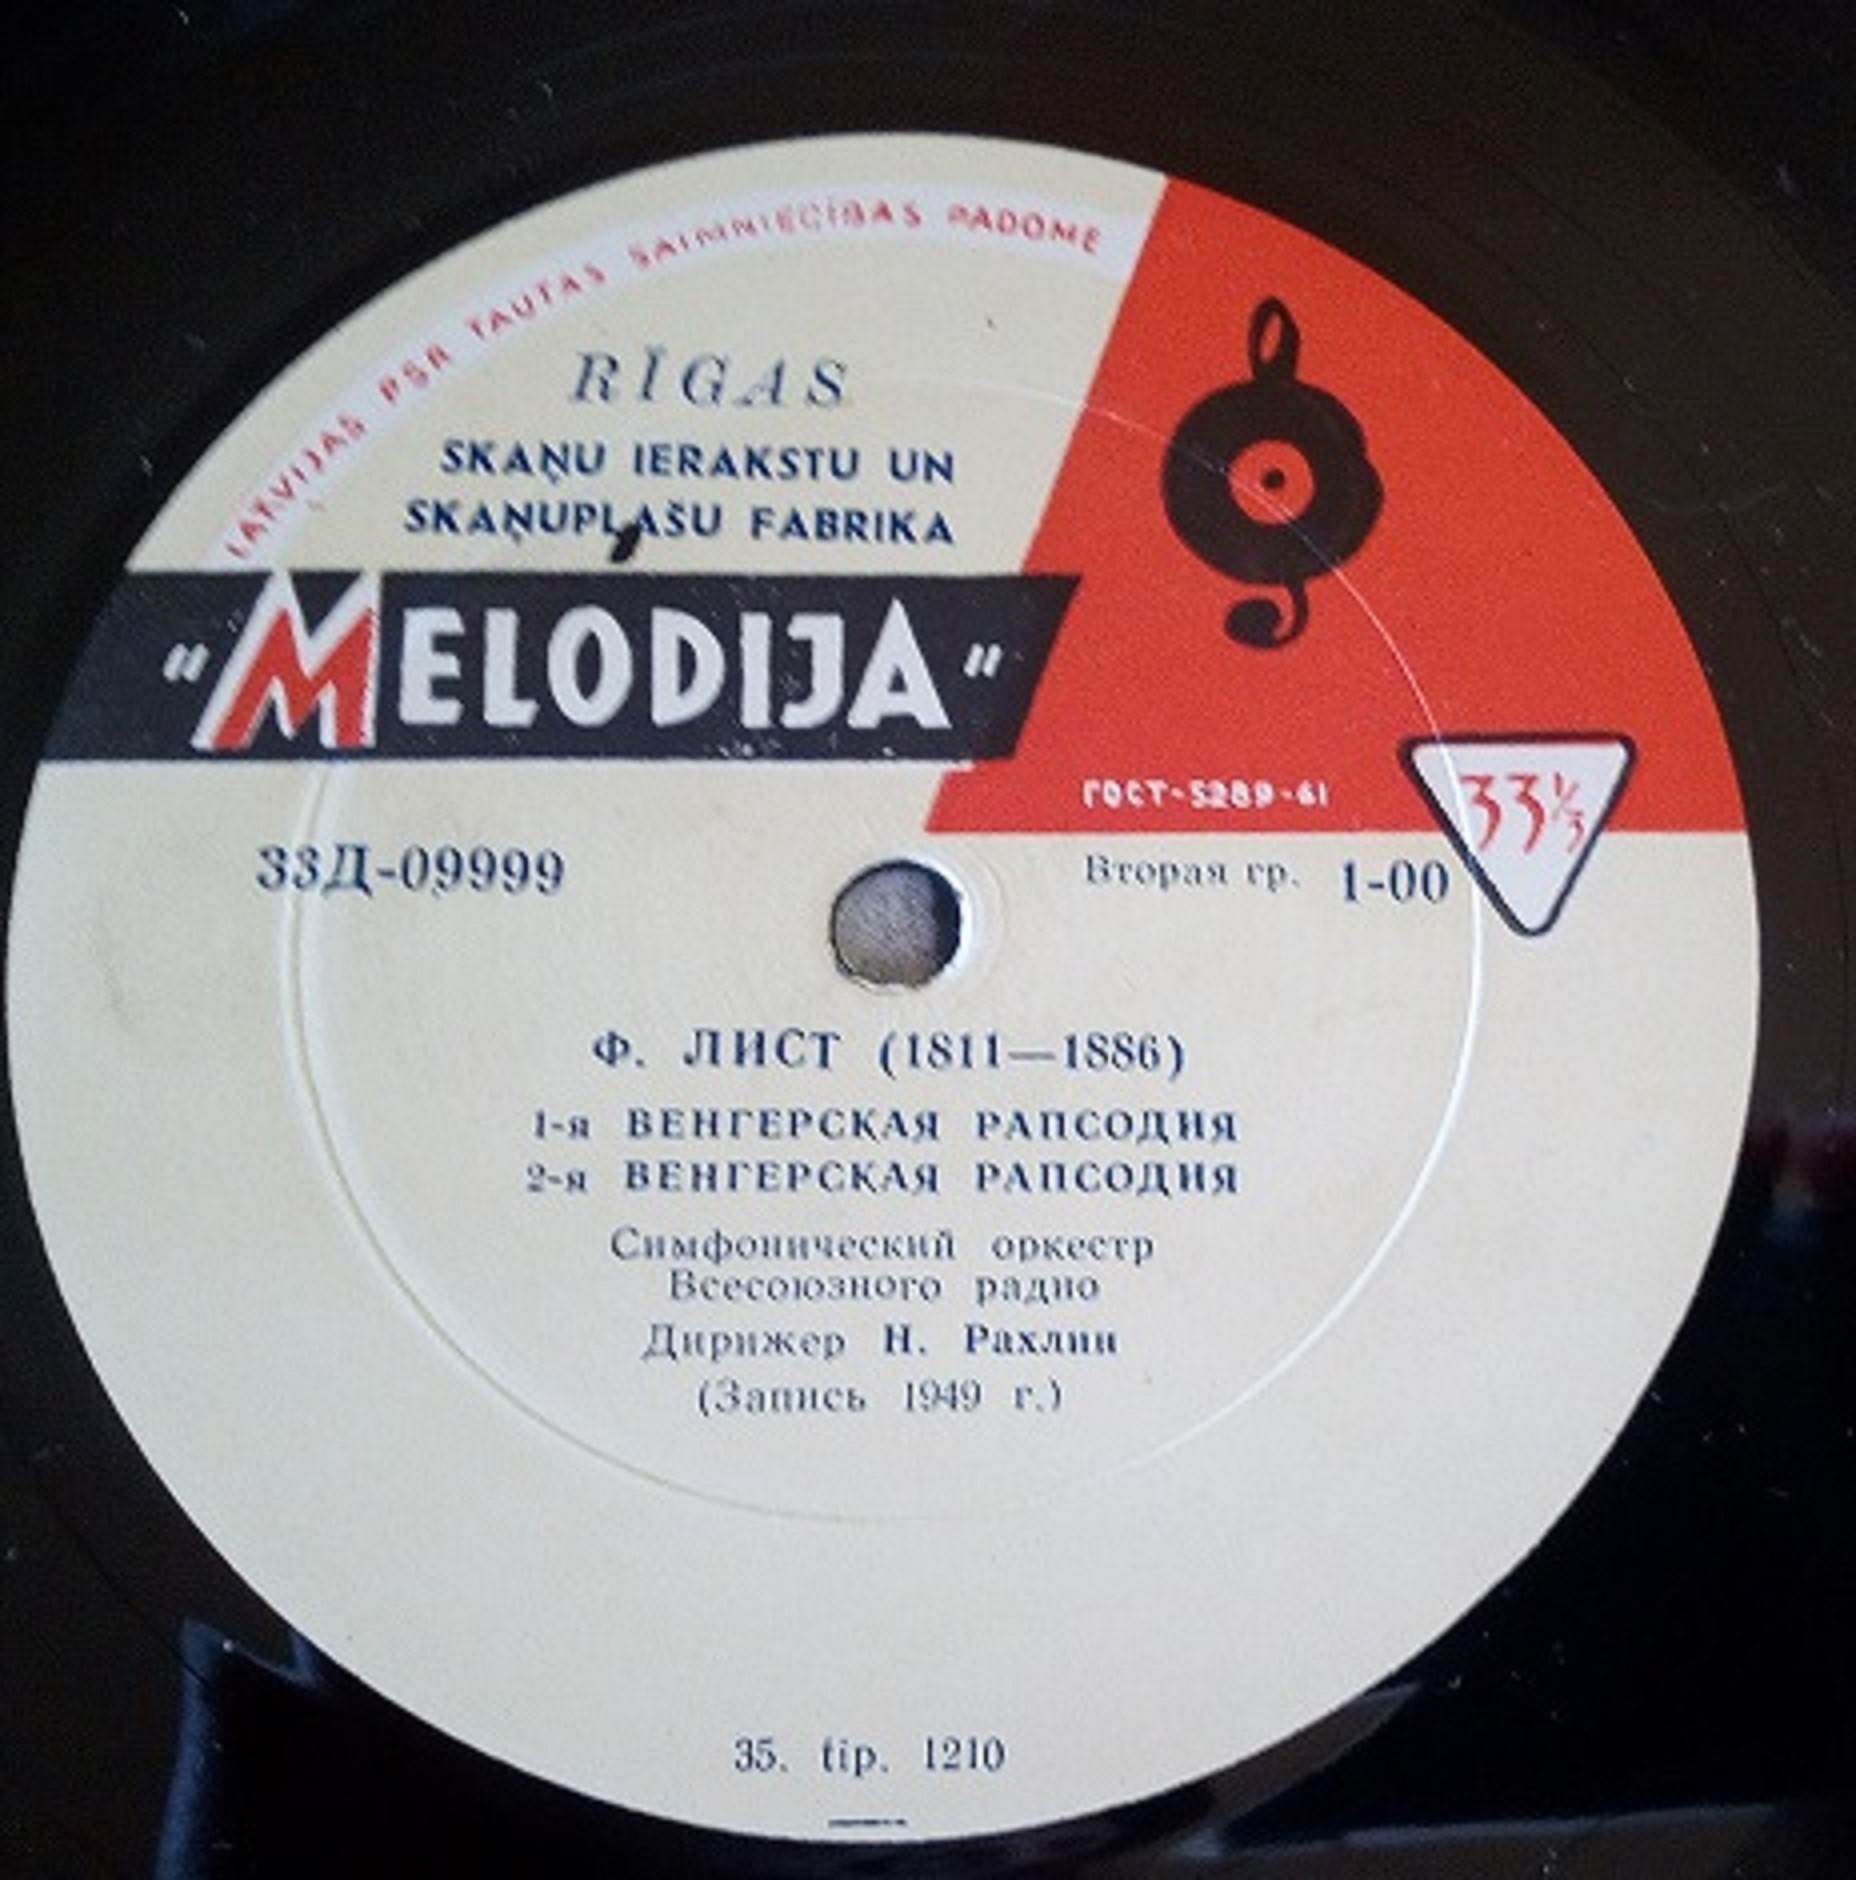 LATVIJAS PSR TAUTAS SAIMNIECĪBAS PADOME
RĪGAS
SKAŅU IERAKSTU UN
SKAŅUPLAŠU FABRIKA
"MELODIJA"
ГОСТ-5289-61
33⅓
33Д-09999
Вторая гр. 1-00
Ф. ЛИСТ (1811—1886)
1-я ВЕНГЕРСКАЯ РАПСОДИЯ
2-я ВЕНГЕРСКАЯ РАПСОДИЯ
Симфонический оркестр
Всесоюзного радио
Дирижер Н. Рахлин
(Запись 1949 г.)
35. tip. 1210